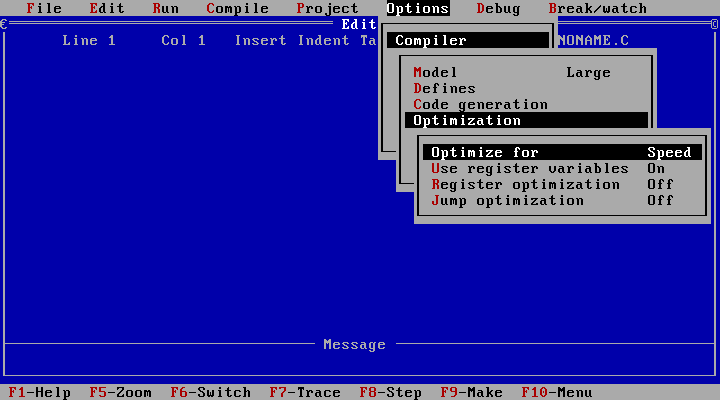 File Edit Run Compile Project Options Debug Break/watch
Edit
Line 1 Col 1 Insert Indent Ta NONAME.C
Compiler
Model Large
Defines
Code generation
Optimization
Optimize for Speed
Use register variables On
Register optimization Off
Jump optimization Off
Message
F1-Help F5-Zoom F6-Switch F7-Trace F8-Step F9-Make F10-Menu